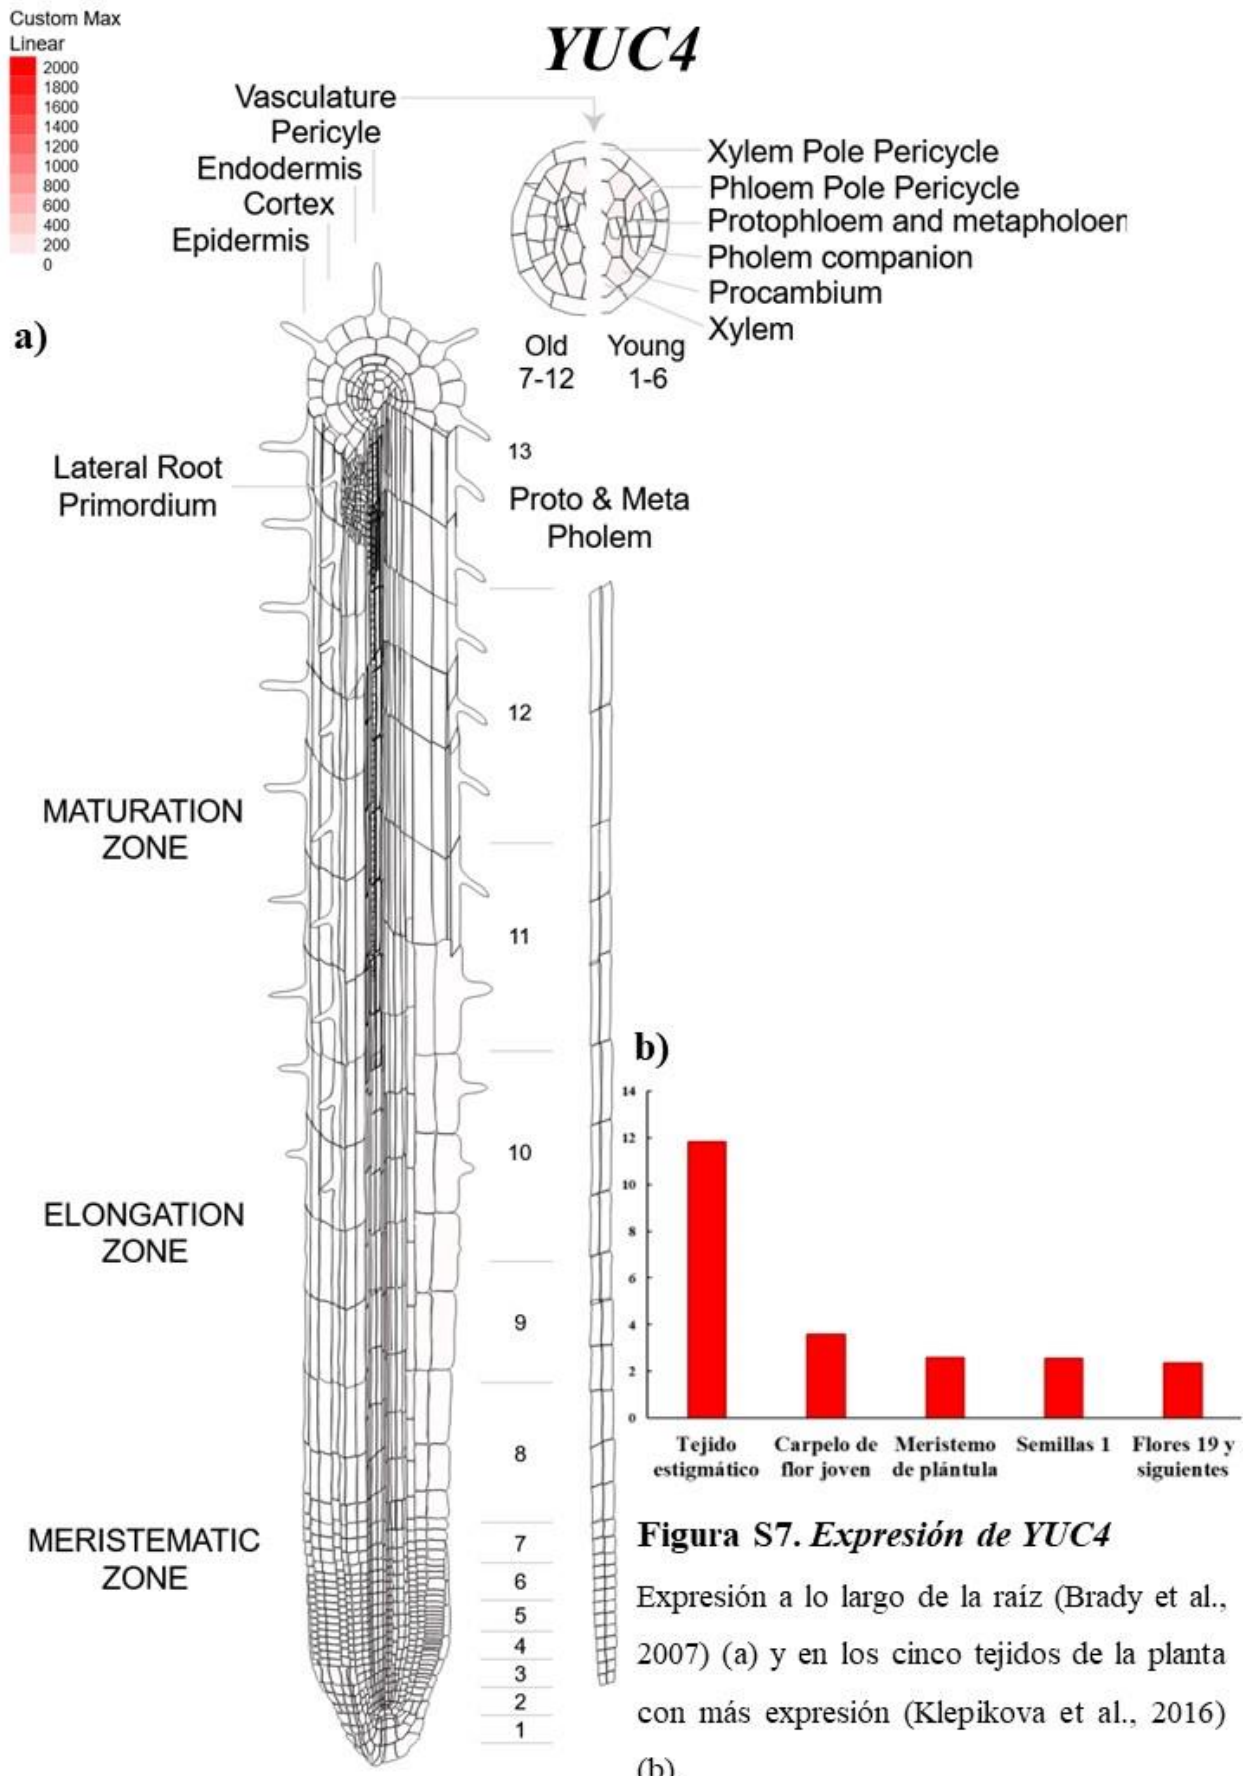 Custom Max
Linear
2000
1800
1600
1400
1200
1000
800
600
400
200
0
YUC4
Vasculature
Pericyle
Endodermis
Cortex
Epidermis
Xylem Pole Pericycle
Phloem Pole Pericycle
Protophloem and metapholoer
Pholem companion
Procambium
Xylem
Old
7-12
Young
1-6
a)
Lateral Root
Primordium
13
Proto & Meta
Pholem
12
MATURATION
ZONE
11
10
ELONGATION
ZONE
9
8
MERISTEMATIC
ZONE
7
6
5
4
3
2
1
b)
14
12
10
8
6
4
2
0
Tejido
estigmático
Carpelo de
flor joven
Meristemo
de plántula
Semillas 1
Flores 19 y
siguientes
Figura S7. Expresión de YUC4
Expresión a lo largo de la raíz (Brady et al.,
2007) (a) y en los cinco tejidos de la planta
con más expresión (Klepikova et al., 2016)
(b)